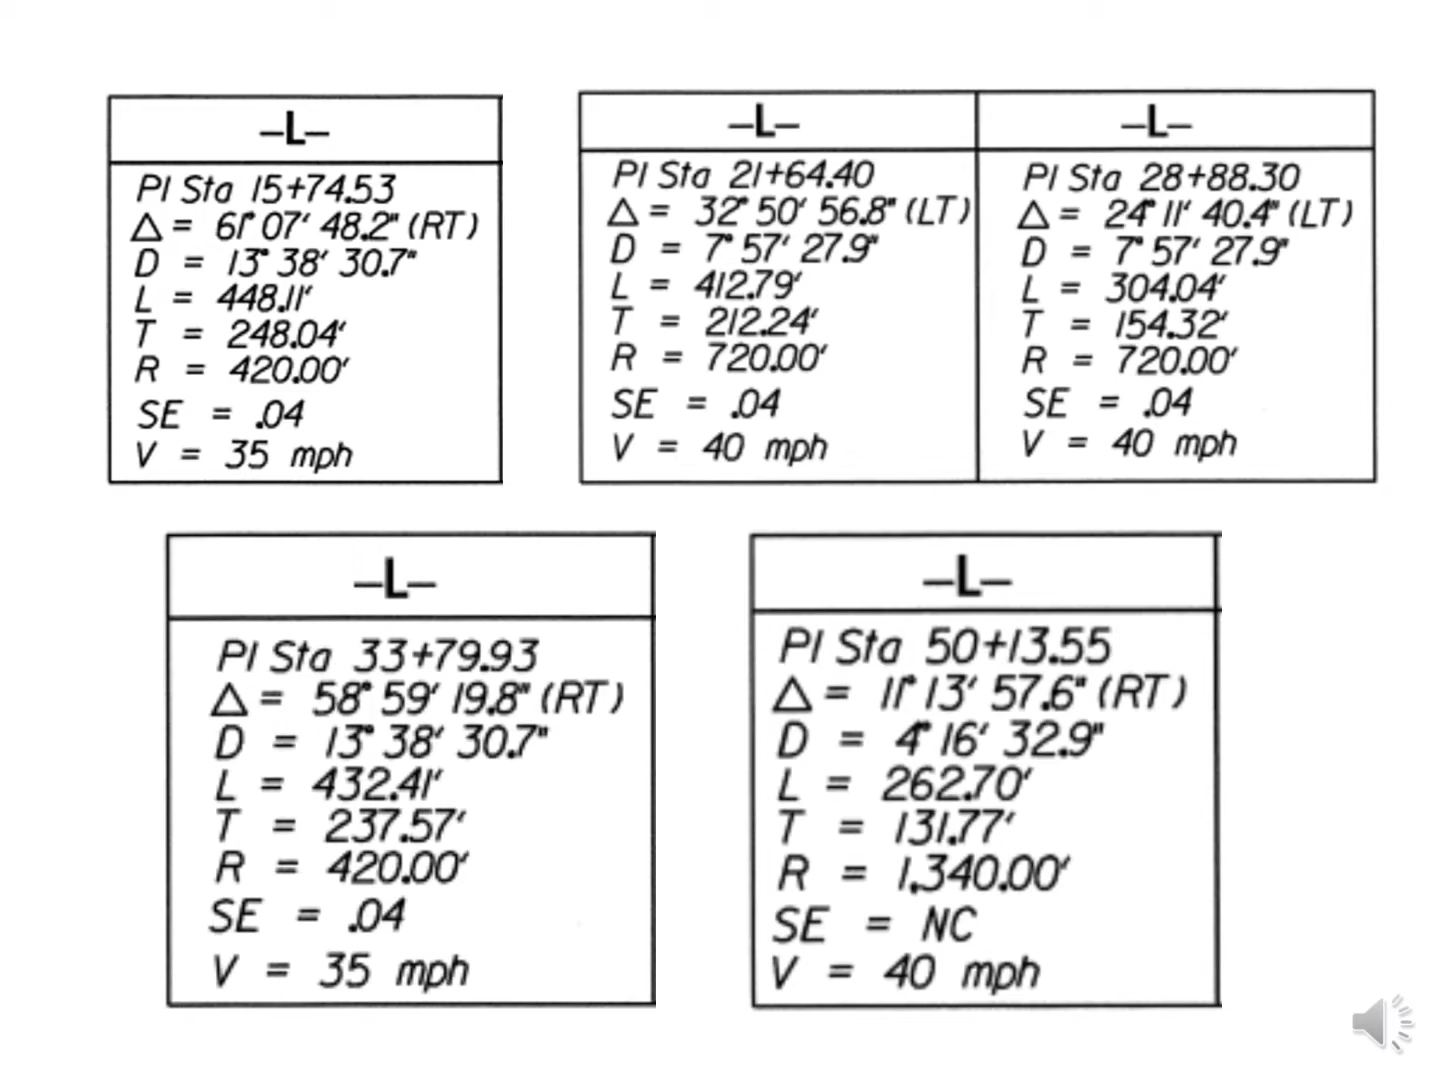 –L–
PI Sta 15+74.53
Δ = 61° 07' 48.2" (RT)
D = 13° 38' 30.7"
L = 448.11'
T = 248.04'
R = 420.00'
SE = .04
V = 35 mph
–L–
PI Sta 21+64.40
Δ = 32° 50' 56.8" (LT)
D = 7° 57' 27.9"
L = 412.79'
T = 212.24'
R = 720.00'
SE = .04
V = 40 mph
–L–
PI Sta 28+88.30
Δ = 24° 11' 40.4" (LT)
D = 7° 57' 27.9"
L = 304.04'
T = 154.32'
R = 720.00'
SE = .04
V = 40 mph
–L–
PI Sta 33+79.93
Δ = 58° 59' 19.8" (RT)
D = 13° 38' 30.7"
L = 432.41'
T = 237.57'
R = 420.00'
SE = .04
V = 35 mph
–L–
PI Sta 50+13.55
Δ = 11° 13' 57.6" (RT)
D = 4° 16' 32.9"
L = 262.70'
T = 131.77'
R = 1,340.00'
SE = NC
V = 40 mph